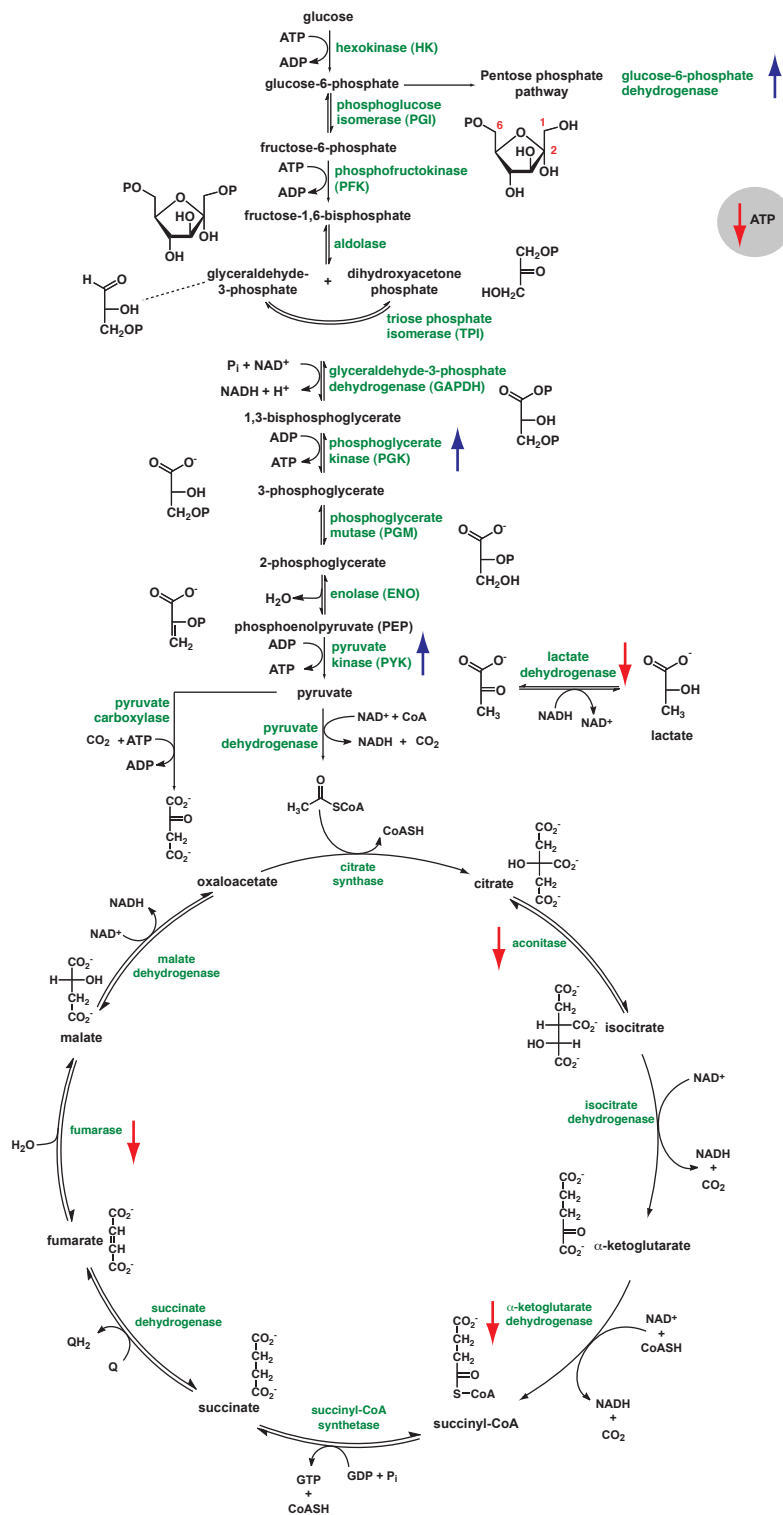 glucose
ATP
ADP
hexokinase (HK)
glucose-6-phosphate
Pentose phosphate
pathway
glucose-6-phosphate
dehydrogenase
phosphoglucose
isomerase (PGI)
PO
6
1
OH
O
HO
2
OH
OH
fructose-6-phosphate
ATP
ADP
phosphofructokinase
(PFK)
PO
OP
O
HO
OH
OH
fructose-1,6-bisphosphate
ATP
aldolase
glyceraldehyde-
3-phosphate
+
dihydroxyacetone
phosphate
H
O
OH
CH₂OP
CH₂OP
O
HOH₂C
triose phosphate
isomerase (TPI)
Pᵢ + NAD⁺
NADH + H⁺
glyceraldehyde-3-phosphate
dehydrogenase (GAPDH)
O
OP
OH
CH₂OP
1,3-bisphosphoglycerate
ADP
ATP
phosphoglycerate
kinase (PGK)
O
O⁻
OH
CH₂OP
3-phosphoglycerate
phosphoglycerate
mutase (PGM)
O
O⁻
OP
CH₂OH
2-phosphoglycerate
H₂O
enolase (ENO)
O
O⁻
OP
CH₂
phosphoenolpyruvate (PEP)
ADP
ATP
pyruvate
kinase (PYK)
pyruvate
O
O⁻
O
CH₃
lactate
dehydrogenase
NADH
NAD⁺
O
O⁻
OH
CH₃
lactate
pyruvate
carboxylase
CO₂ + ATP
ADP
pyruvate
dehydrogenase
NAD⁺ + CoA
NADH + CO₂
CO₂⁻
O
CH₂
CO₂⁻
O
H₃C
SCoA
CoASH
oxaloacetate
citrate
synthase
citrate
CO₂⁻
CH₂
HO
CO₂⁻
CH₂
CO₂⁻
NADH
NAD⁺
malate
dehydrogenase
aconitase
CO₂⁻
H
OH
CH₂
CO₂⁻
malate
CO₂⁻
CH₂
H
CO₂⁻
HO
H
CO₂⁻
isocitrate
NAD⁺
isocitrate
dehydrogenase
NADH
+
CO₂
fumarase
H₂O
CO₂⁻
CH
CH
CO₂⁻
fumarate
CO₂⁻
CH₂
CH₂
O
CO₂⁻
α-ketoglutarate
succinate
dehydrogenase
QH₂
Q
α-ketoglutarate
dehydrogenase
NAD⁺
+
CoASH
NADH
+
CO₂
CO₂⁻
CH₂
CH₂
CO₂⁻
succinate
CO₂⁻
CH₂
CH₂
O
S
CoA
succinyl-CoA
succinyl-CoA
synthetase
GTP
+
CoASH
GDP + Pᵢ